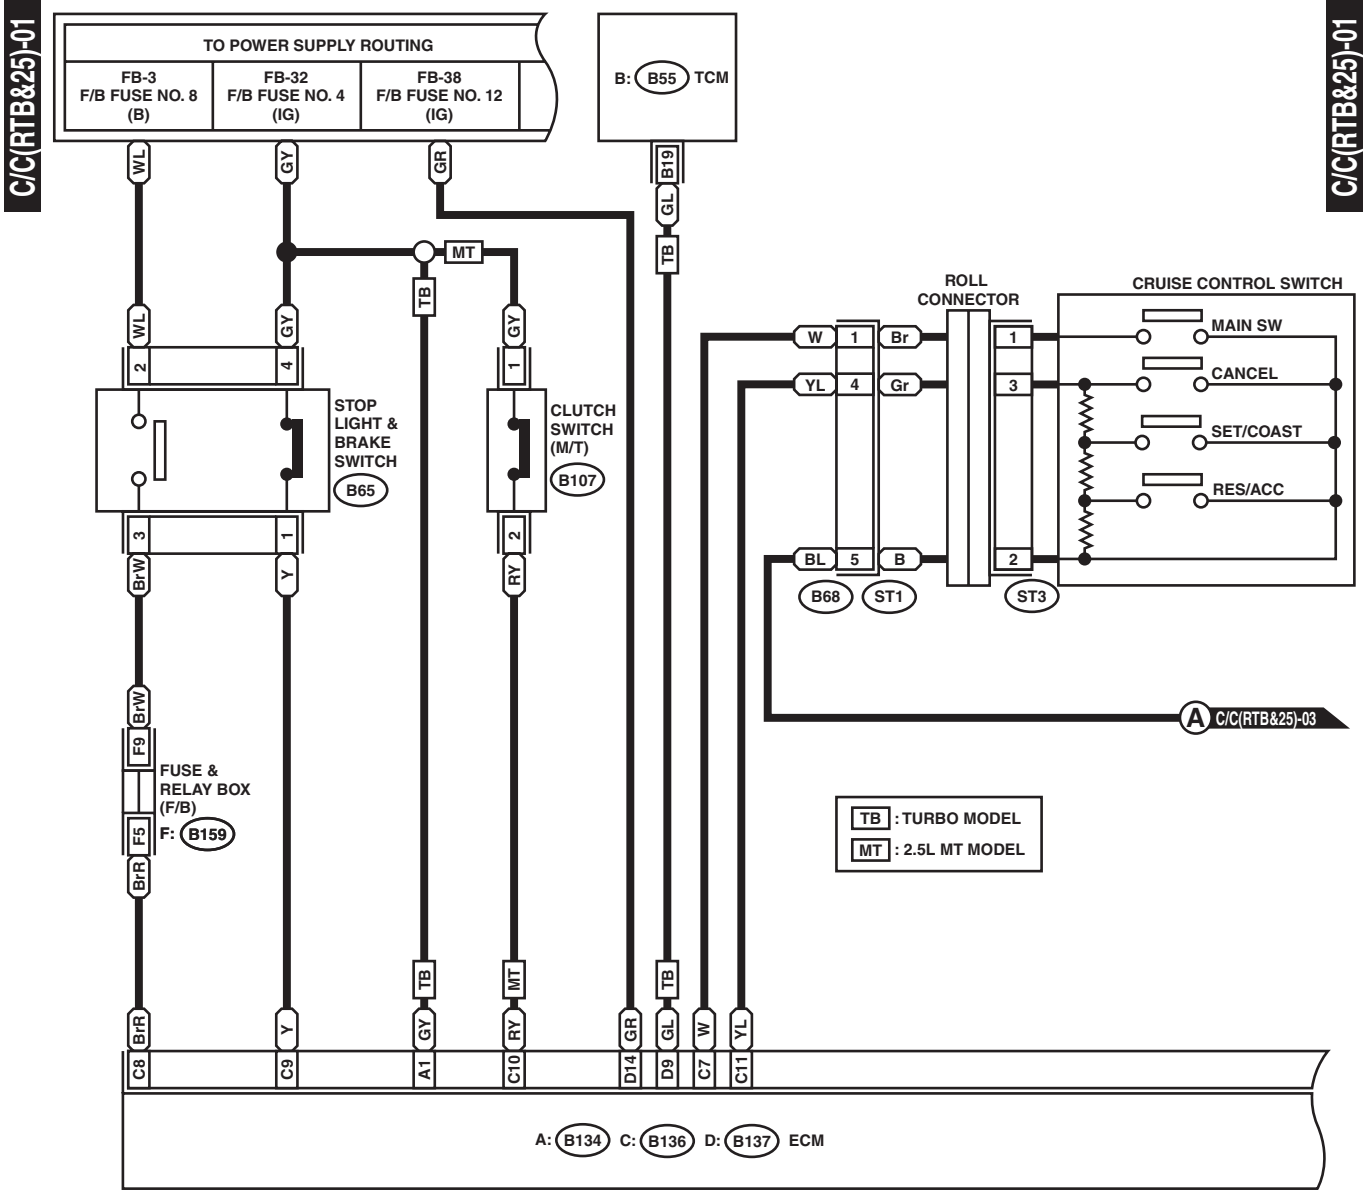 C/C(RTB&25)-01
C/C(RTB&25)-01
TO POWER SUPPLY ROUTING
FB-3
F/B FUSE NO. 8
(B)
FB-32
F/B FUSE NO. 4
(IG)
FB-38
F/B FUSE NO. 12
(IG)
B: B55 TCM
WL
GY
GR
B19
GL
TB
MT
TB
WL
GY
GY
2
4
1
STOP
LIGHT &
BRAKE
SWITCH
B65
CLUTCH
SWITCH
(M/T)
B107
3
1
2
BrW
Y
RY
ROLL
CONNECTOR
CRUISE CONTROL SWITCH
W 1 Br
1
MAIN SW
YL 4 Gr
3
CANCEL
SET/COAST
RES/ACC
BL 5 B
2
B68
ST1
ST3
BrW
F9
FUSE &
RELAY BOX
(F/B)
F: B159
F5
BrR
A C/C(RTB&25)-03
TB : TURBO MODEL
MT : 2.5L MT MODEL
TB
MT
TB
BrR
Y
GY
RY
GR
GL
W
YL
C8
C9
A1
C10
D14
D9
C7
C11
A: B134 C: B136 D: B137 ECM